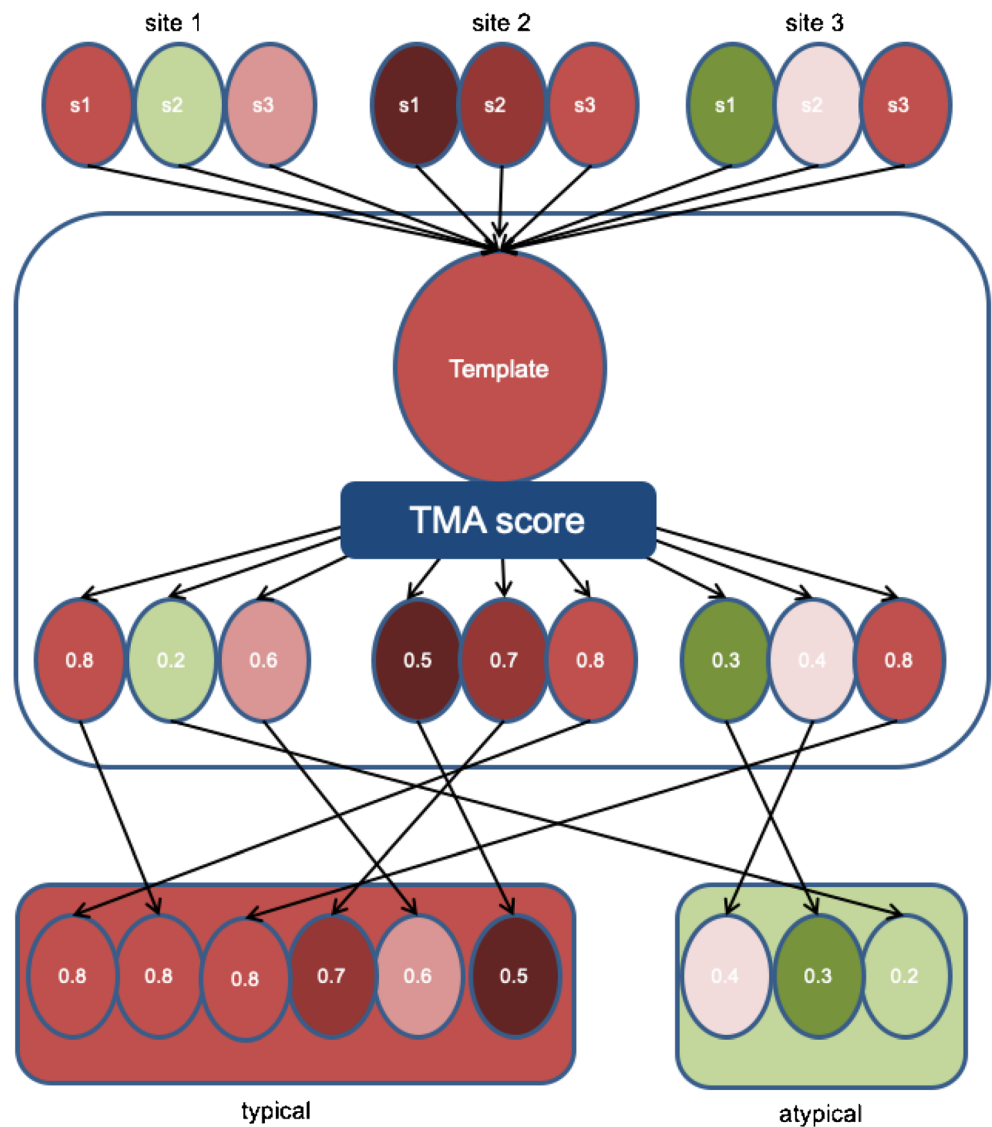 site 1 site 2 site 3
s1 s2 s3 s1 s2 s3 s1 s2 s3
Template
TMA score
0.8 0.2 0.6 0.5 0.7 0.8 0.3 0.4 0.8
0.8 0.8 0.8 0.7 0.6 0.5 0.4 0.3 0.2
typical atypical